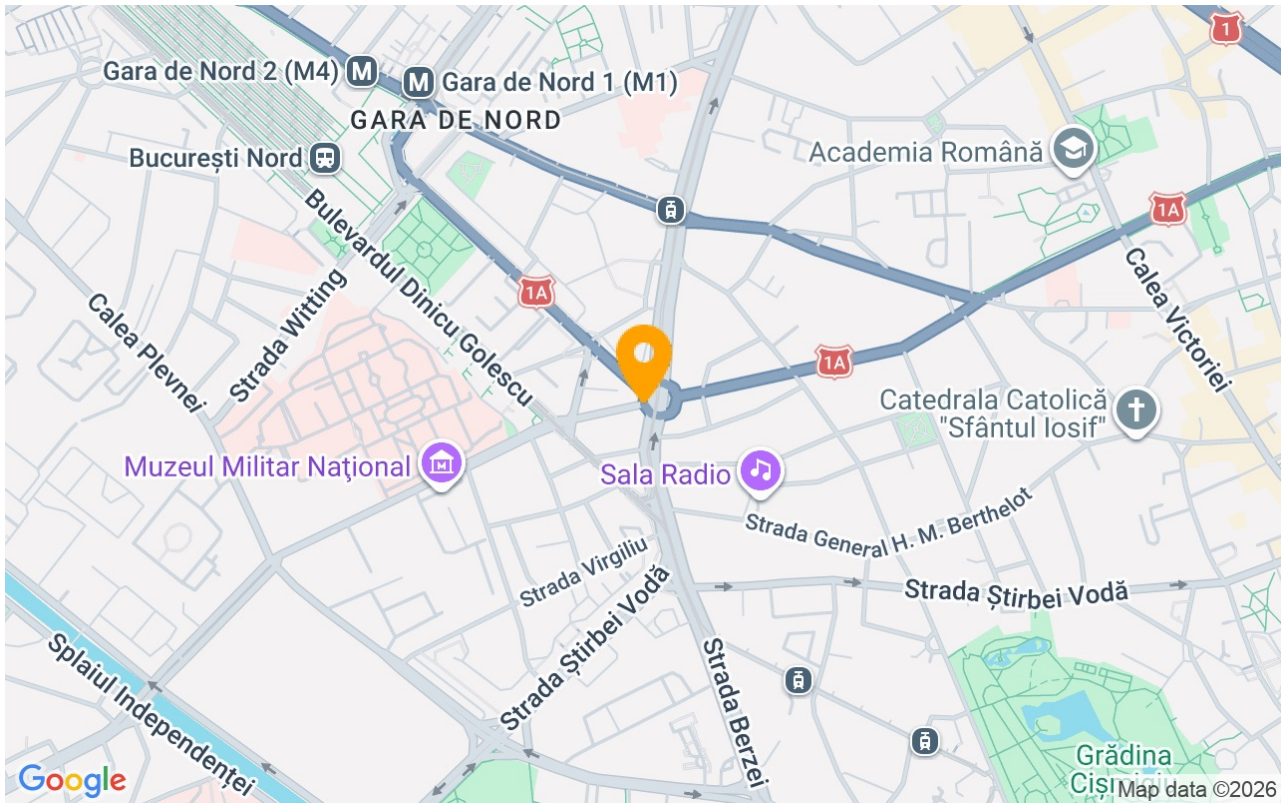 1
Gara de Nord 2 (M4)
M
M
Gara de Nord 1 (M1)
GARA DE NORD
București Nord
Academia Română
1A
Bulevardul Dinicu Golescu
Strada Witting
Calea Plevnei
1A
Calea Victoriei
1A
Catedrala Catolică
"Sfântul Iosif"
Muzeul Militar Național
M
Sala Radio
Strada General H. M. Berthelot
Strada Virgiliu
Strada Știrbei Vodă
Strada Știrbei Vodă
Splaiul Independenței
Strada Berzei
Grădina
Cișmigiu
Google
Map data ©2026